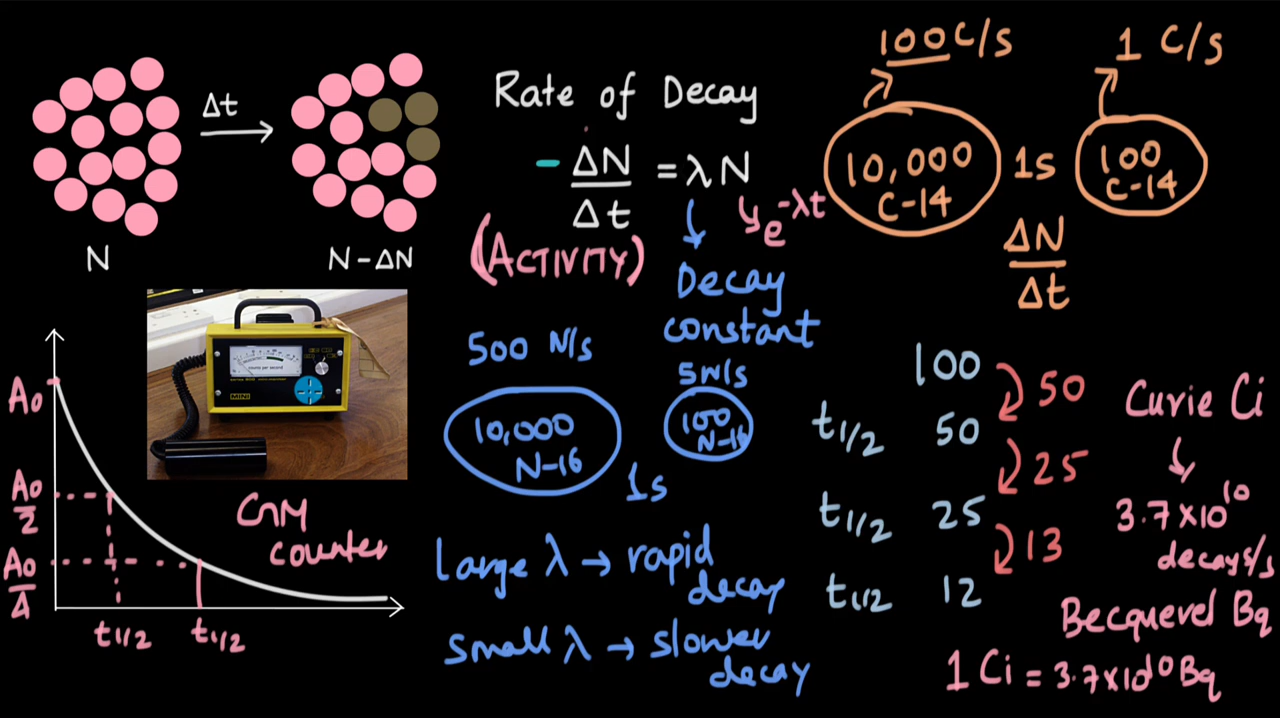 Δt
N
N-ΔN
Rate of Decay
- ΔN = λN
Δt
e^-λt
(ACTIVITY)
Decay
constant
100 C/s
1 C/s
10,000
C-14
1s
100
C-14
ΔN
Δt
counts per second
MINI
A₀
A₀
2
A₀
4
t1/2
t1/2
GM
counter
500 N/s
5N/s
10,000
N-16
100
N-16
1s
large λ → rapid
decay
small λ → slower
decay
100
50
t1/2 50
25
t1/2 25
13
t1/2 12
Curie Ci
3.7×10^10
decays/s
Becquerel Bq
1 Ci = 3.7×10^10 Bq